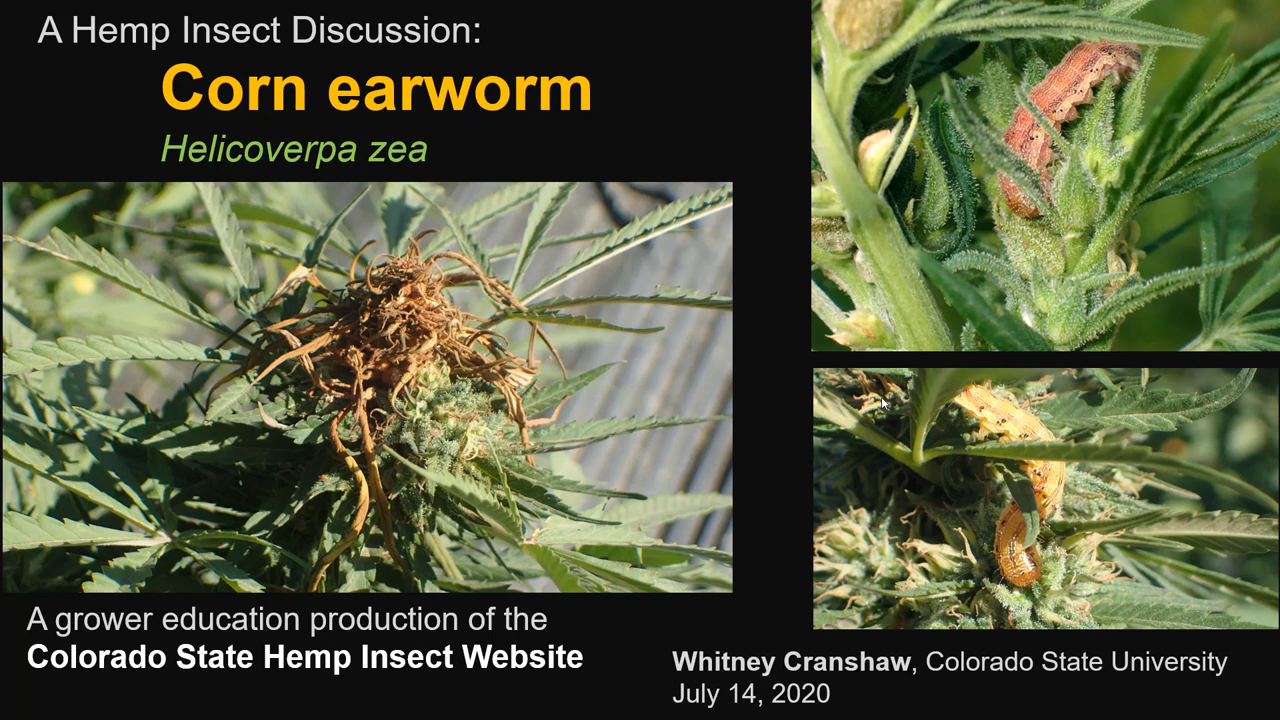 A Hemp Insect Discussion:
Corn earworm
Helicoverpa zea
A grower education production of the
Colorado State Hemp Insect Website
Whitney Cranshaw, Colorado State University
July 14, 2020